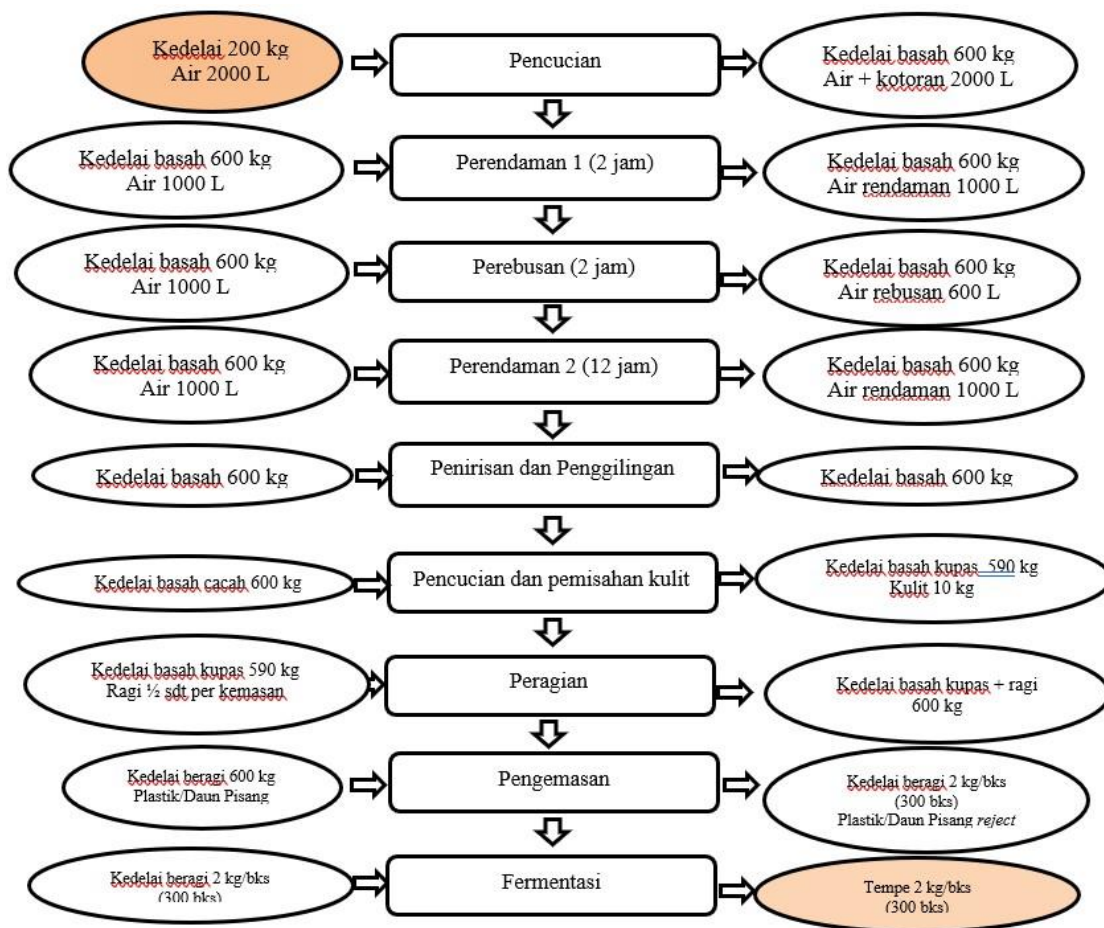 Kedelai 200 kg
Air 2000 L
Pencucian
Kedelai basah 600 kg
Air + kotoran 2000 L
Kedelai basah 600 kg
Air 1000 L
Perendaman 1 (2 jam)
Kedelai basah 600 kg
Air rendaman 1000 L
Kedelai basah 600 kg
Air 1000 L
Perebusan (2 jam)
Kedelai basah 600 kg
Air rebusan 600 L
Kedelai basah 600 kg
Air 1000 L
Perendaman 2 (12 jam)
Kedelai basah 600 kg
Air rendaman 1000 L
Kedelai basah 600 kg
Penirisan dan Penggilingan
Kedelai basah 600 kg
Kedelai basah cacah 600 kg
Pencucian dan pemisahan kulit
Kedelai basah kupas 590 kg
Kulit 10 kg
Kedelai basah kupas 590 kg
Ragi ½ sdt per kemasan
Peragian
Kedelai basah kupas + ragi
600 kg
Kedelai beragi 600 kg
Plastik/Daun Pisang
Pengemasan
Kedelai beragi 2 kg/bks
(300 bks)
Plastik/Daun Pisang reject
Kedelai beragi 2 kg/bks
(300 bks)
Fermentasi
Tempe 2 kg/bks
(300 bks)